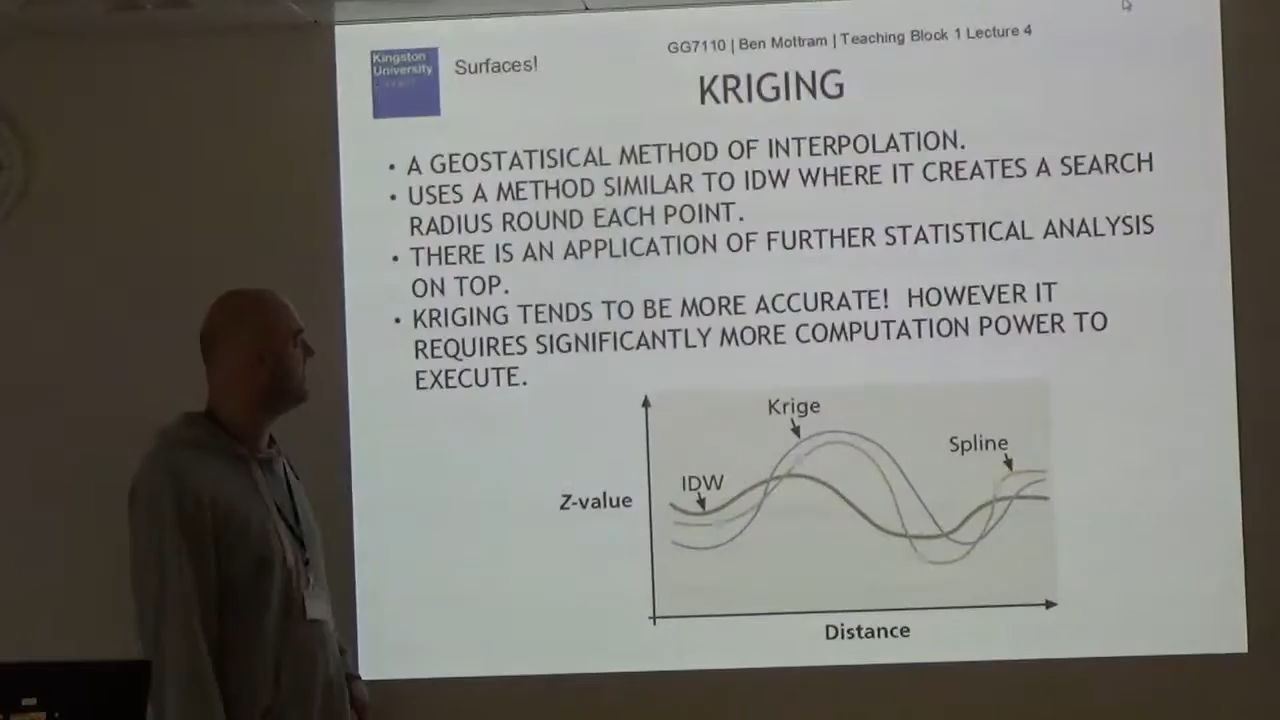 Kingston
University
Surfaces!
GG7110 | Ben Mottram | Teaching Block 1 Lecture 4
KRIGING
• A GEOSTATISICAL METHOD OF INTERPOLATION.
• USES A METHOD SIMILAR TO IDW WHERE IT CREATES A SEARCH
RADIUS ROUND EACH POINT.
• THERE IS AN APPLICATION OF FURTHER STATISTICAL ANALYSIS
ON TOP.
• KRIGING TENDS TO BE MORE ACCURATE! HOWEVER IT
REQUIRES SIGNIFICANTLY MORE COMPUTATION POWER TO
EXECUTE.
Krige
Spline
IDW
Z-value
Distance